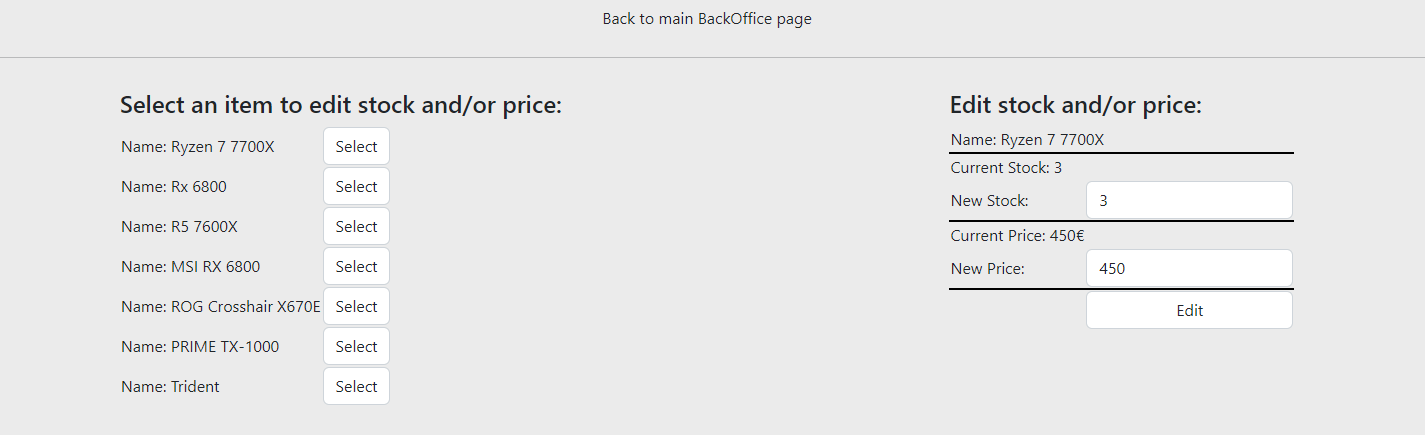 Back to main BackOffice page
Select an item to edit stock and/or price:
Name: Ryzen 7 7700X Select
Name: Rx 6800 Select
Name: R5 7600X Select
Name: MSI RX 6800 Select
Name: ROG Crosshair X670E Select
Name: PRIME TX-1000 Select
Name: Trident Select
Edit stock and/or price:
Name: Ryzen 7 7700X
Current Stock: 3
New Stock: 3
Current Price: 450€
New Price: 450
Edit